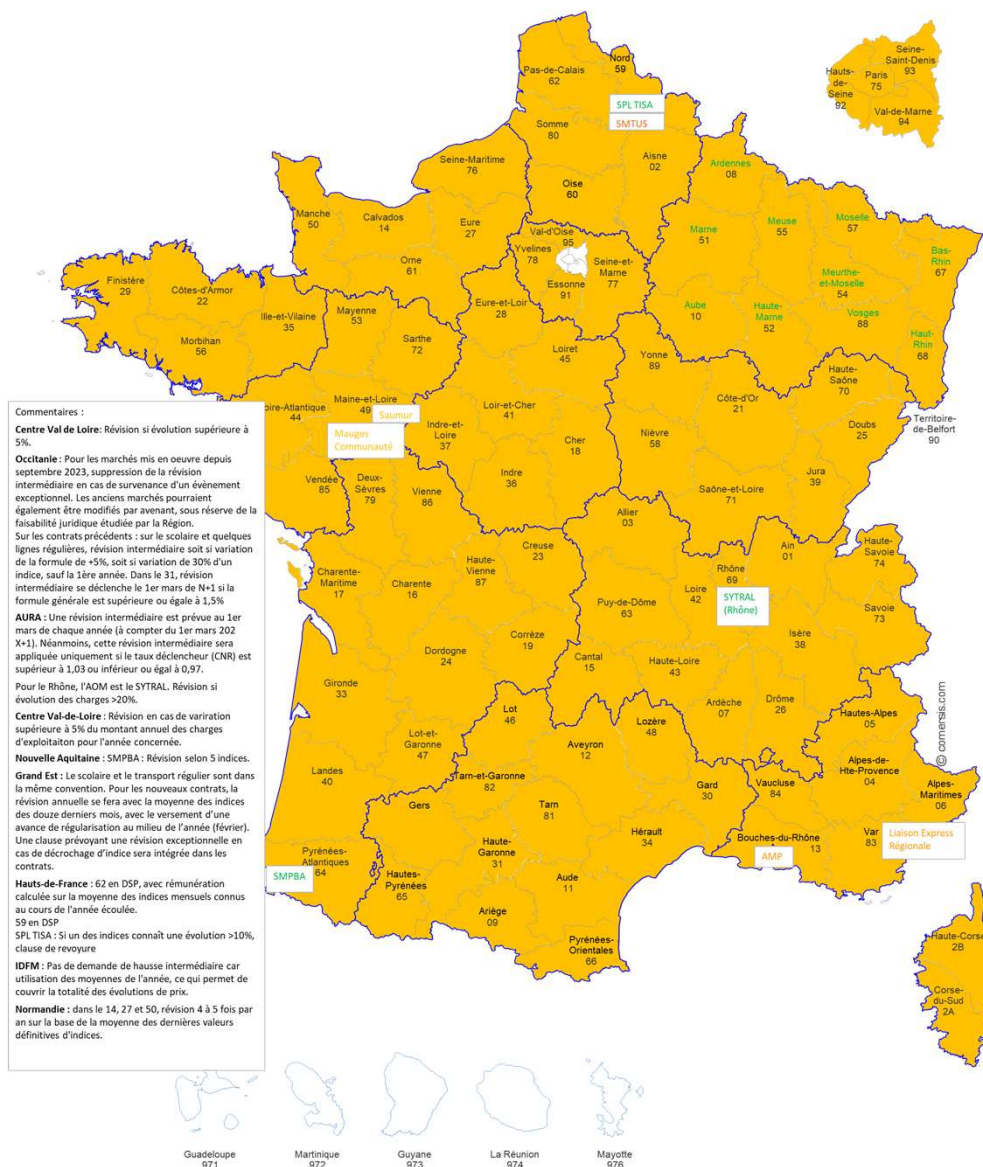 Nord
59
Pas-de-Calais
62
SPL TISA
SMTUS
Somme
80
Seine-Maritime
76
Aisne
02
Ardennes
08
Oise
60
Seine-
Saint-Denis
93
Hauts-
de-
Seine
92
Paris
75
Val-de-Marne
94
Manche
50
Calvados
14
Eure
27
Val-d'Oise
95
Yvelines
78
Seine-et-
Marne
77
Essonne
91
Marne
51
Meuse
55
Moselle
57
Bas-
Rhin
67
Orne
61
Meurthe-
et-Moselle
54
Finistère
29
Côtes-d'Armor
22
Ille-et-Vilaine
35
Morbihan
56
Mayenne
53
Sarthe
72
Eure-et-Loir
28
Aube
10
Haute-
Marne
52
Vosges
88
Haut-
Rhin
68
Loiret
45
Yonne
89
Haute-
Saône
70
Territoire-
de-Belfort
90
oire-Atlantique
44
Maine-et-Loire
49
Saumur
Mauges
Communauté
Indre-et-
Loire
37
Loir-et-Cher
41
Cher
18
Nièvre
58
Côte-d'Or
21
Doubs
25
Jura
39
Vendée
85
Deux-
Sèvres
79
Vienne
86
Indre
36
Saône-et-Loire
71
Allier
03
Commentaires :
Centre Val de Loire: Révision si évolution supérieure à
5%.
Occitanie : Pour les marchés mis en oeuvre depuis
septembre 2023, suppression de la révision
intermédiaire en cas de survenance d'un évènement
exceptionnel. Les anciens marchés pourraient
également être modifiés par avenant, sous réserve de la
faisabilité juridique étudiée par la Région.
Sur les contrats précédents : sur le scolaire et quelques
lignes régulières, révision intermédiaire soit si variation
de la formule de +5%, soit si variation de 30% d'un
indice, sauf la 1ère année. Dans le 31, révision
intermédiaire se déclenche le 1er mars de N+1 si la
formule générale est supérieure ou égale à 1,5%
AURA : Une révision intermédiaire est prévue au 1er
mars de chaque année (à compter du 1er mars 202
X+1). Néanmoins, cette révision intermédiaire sera
appliquée uniquement si le taux déclencheur (CNR) est
supérieur à 1,03 ou inférieur ou égal à 0,97.
Pour le Rhône, l'AOM est le SYTRAL. Révision si
évolution des charges >20%.
Centre Val-de-Loire : Révision en cas de variration
supérieure à 5% du montant annuel des charges
d'exploitaiton pour l'année concernée.
Nouvelle Aquitaine : SMPBA : Révision selon 5 indices.
Grand Est : Le scolaire et le transport régulier sont dans
la même convention. Pour les nouveaux contrats, la
révision annuelle se fera avec la moyenne des indices
des douze derniers mois, avec le versement d'une
avance de régularisation au milieu de l'année (février).
Une clause prévoyant une révision exceptionnelle en
cas de décrochage d'indice sera intégrée dans les
contrats.
Hauts-de-France : 62 en DSP, avec rémunération
calculée sur la moyenne des indices mensuels connus
au cours de l'année écoulée.
59 en DSP
SPL TISA : Si un des indices connaît une évolution >10%,
clause de revoyure
IDFM : Pas de demande de hausse intermédiaire car
utilisation des moyennes de l'année, ce qui permet de
couvrir la totalité des évolutions de prix.
Normandie : dans le 14, 27 et 50, révision 4 à 5 fois par
an sur la base de la moyenne des dernières valeurs
définitives d'indices.
Charente-
Maritime
17
Charente
16
Haute-
Vienne
87
Creuse
23
Puy-de-Dôme
63
Loire
42
Rhône
69
SYTRAL
(Rhône)
Ain
01
Haute-
Savoie
74
Savoie
73
Isère
38
Corrèze
19
Dordogne
24
Cantal
15
Haute-Loire
43
Gironde
33
Lot
46
Lozère
48
Ardèche
07
Drôme
26
Hautes-Alpes
05
© comersis.com
Lot-et-
Garonne
47
Aveyron
12
Landes
40
Tarn-et-Garonne
82
Gers
Tarn
81
Gard
30
Vaucluse
84
Alpes-de-
Hte-Provence
04
Alpes-
Maritimes
06
Pyrénées-
Atlantiques
64
SMPBA
Hautes-
Pyrénées
65
Haute-
Garonne
31
Hérault
34
Bouches-du-Rhône
13
AMP
Var
83
Liaison Express
Régionale
Aude
11
Ariège
09
Pyrénées-
Orientales
66
Haute-Corse
2B
Corse-
du-Sud
2A
Guadeloupe
971
Martinique
972
Guyane
973
La Réunion
974
Mayotte
976